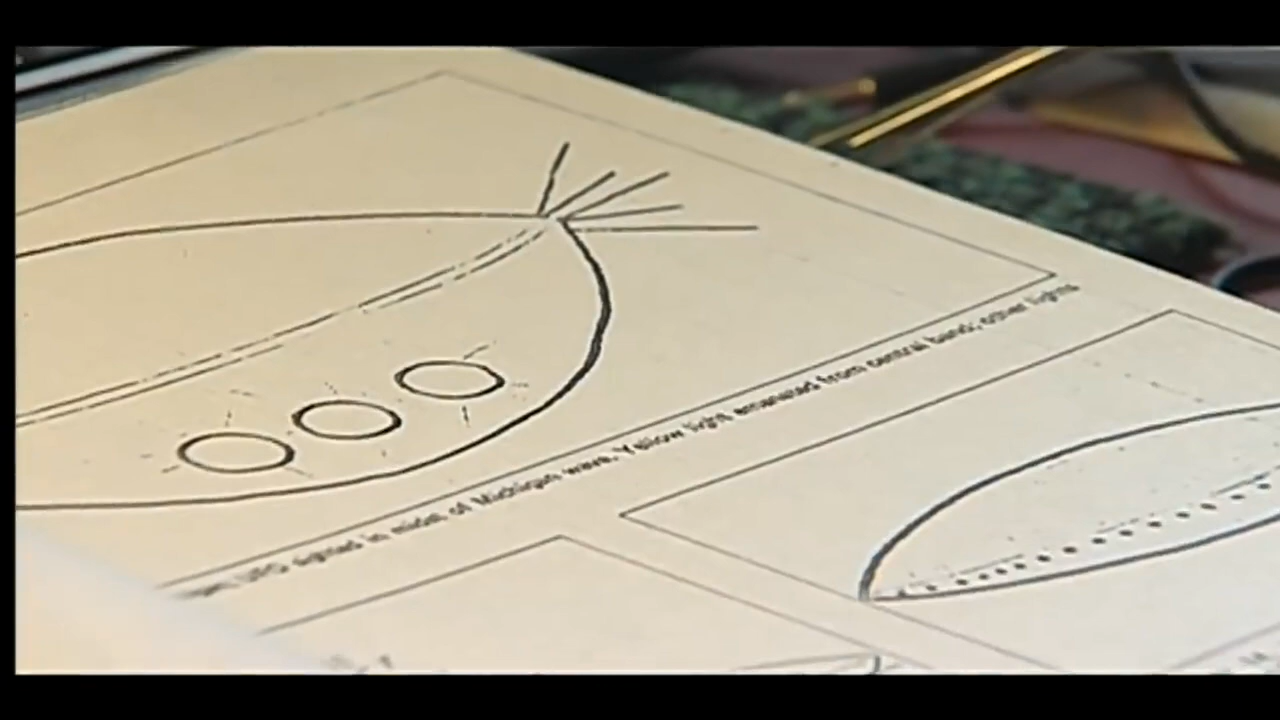 UFO sighted in midst of Michigan wave. Yellow light emanated from central band; other lights